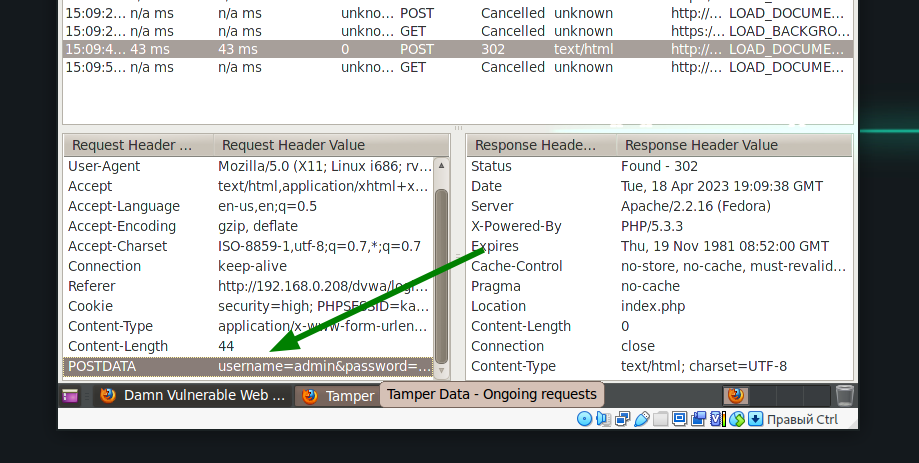 15:09:2... n/a ms n/a ms unkno... POST Cancelled unknown http://... LOAD_DOCUME...
15:09:2... n/a ms n/a ms unkno... GET Cancelled unknown https:/... LOAD_BACKGRO...
15:09:4... 43 ms 43 ms 0 POST 302 text/html http://... LOAD_DOCUME...
15:09:5... n/a ms n/a ms unkno... GET Cancelled unknown http://... LOAD_DOCUME...
Request Header ... Request Header Value
User-Agent Mozilla/5.0 (X11; Linux i686; rv...
Accept text/html,application/xhtml+x...
Accept-Language en-us,en;q=0.5
Accept-Encoding gzip, deflate
Accept-Charset ISO-8859-1,utf-8;q=0.7,*;q=0.7
Connection keep-alive
Referer http://192.168.0.208/dvwa/logi...
Cookie security=high; PHPSESSID=ka...
Content-Type application/x-www-form-urlen...
Content-Length 44
POSTDATA username=admin&password=...
Response Heade... Response Header Value
Status Found - 302
Date Tue, 18 Apr 2023 19:09:38 GMT
Server Apache/2.2.16 (Fedora)
X-Powered-By PHP/5.3.3
Expires Thu, 19 Nov 1981 08:52:00 GMT
Cache-Control no-store, no-cache, must-revalid...
Pragma no-cache
Location index.php
Content-Length 0
Connection close
Content-Type text/html; charset=UTF-8
Damn Vulnerable Web ... Tamper
Tamper Data - Ongoing requests
Правый Ctrl